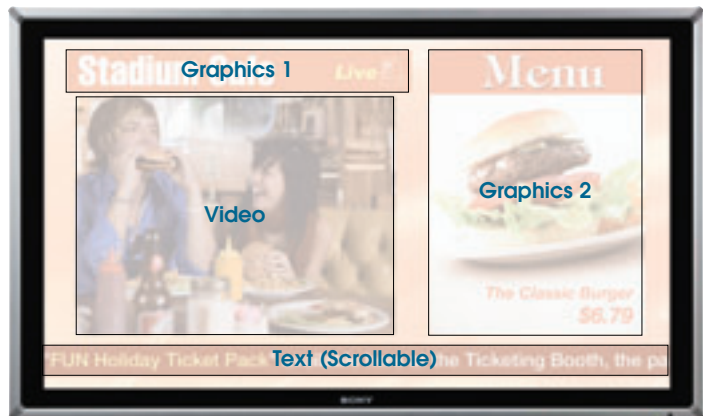 Stadium Cafe
Live
Graphics 1
Menu
Video
Graphics 2
The Classic Burger
$6.79
"FUN Holiday Ticket Pack
Text (Scrollable)
he Ticketing Booth, the pa
SONY